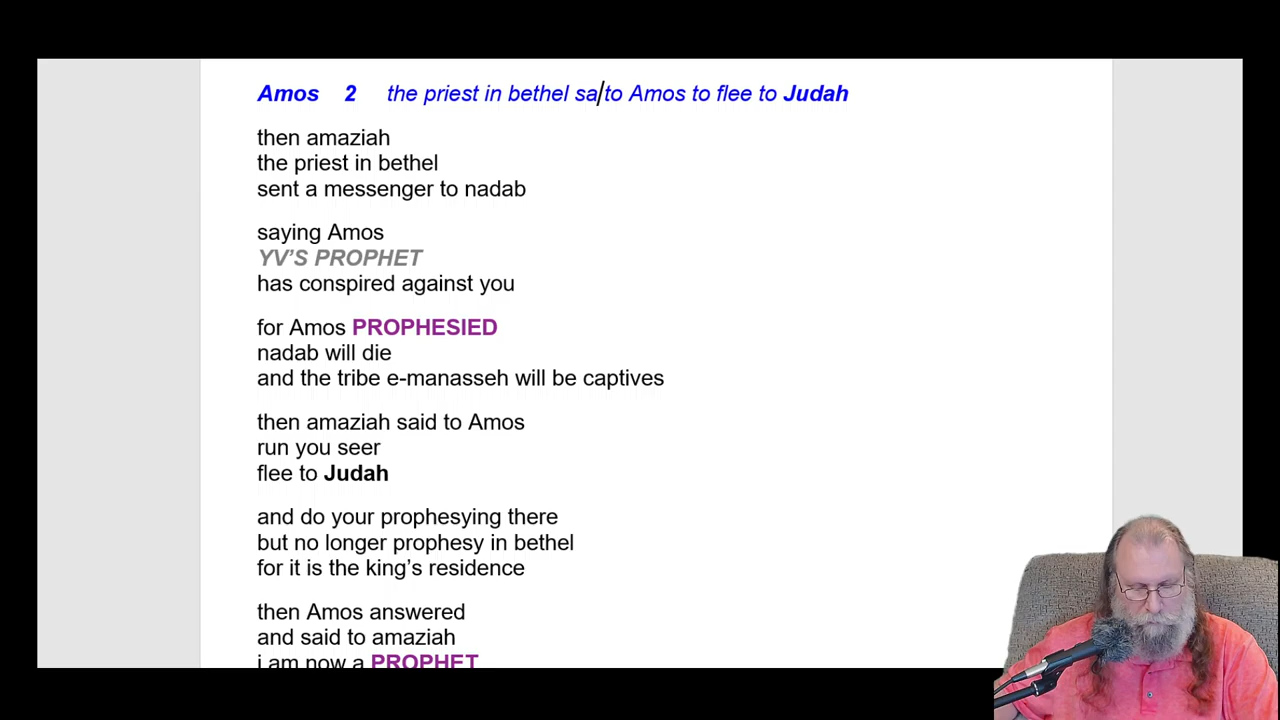 Amos 2 the priest in bethel sa to Amos to flee to Judah
then amaziah
the priest in bethel
sent a messenger to nadab
saying Amos
YV’S PROPHET
has conspired against you
for Amos PROPHESIED
nadab will die
and the tribe e-manasseh will be captives
then amaziah said to Amos
run you seer
flee to Judah
and do your prophesying there
but no longer prophesy in bethel
for it is the king’s residence
then Amos answered
and said to amaziah
i am now a PROPHET